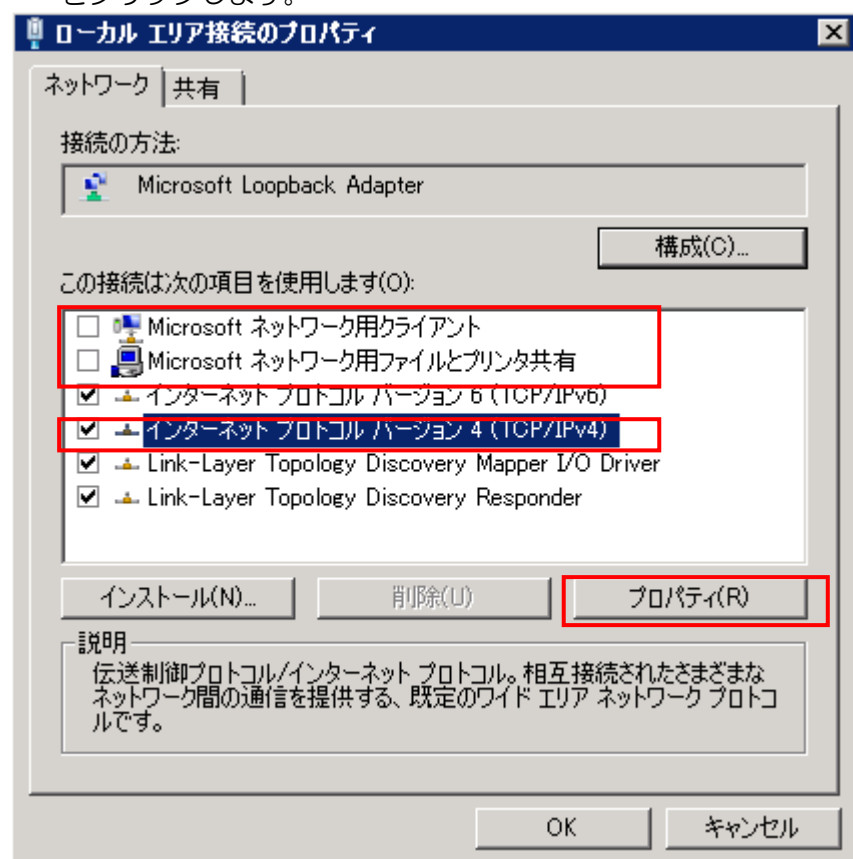 をクリックします。
ローカル エリア接続のプロパティ
ネットワーク 共有
接続の方法:
Microsoft Loopback Adapter
構成(C)...
この接続は次の項目を使用します(O):
Microsoft ネットワーク用クライアント
Microsoft ネットワーク用ファイルとプリンタ共有
インターネット プロトコル バージョン 6 (TCP/IPv6)
インターネット プロトコル バージョン 4 (TCP/IPv4)
Link-Layer Topology Discovery Mapper I/O Driver
Link-Layer Topology Discovery Responder
インストール(N)... 削除(U) プロパティ(R)
説明
伝送制御プロトコル/インターネット プロトコル。相互接続されたさまざまな
ネットワーク間の通信を提供する、既定のワイド エリア ネットワーク プロトコ
ルです。
OK キャンセル